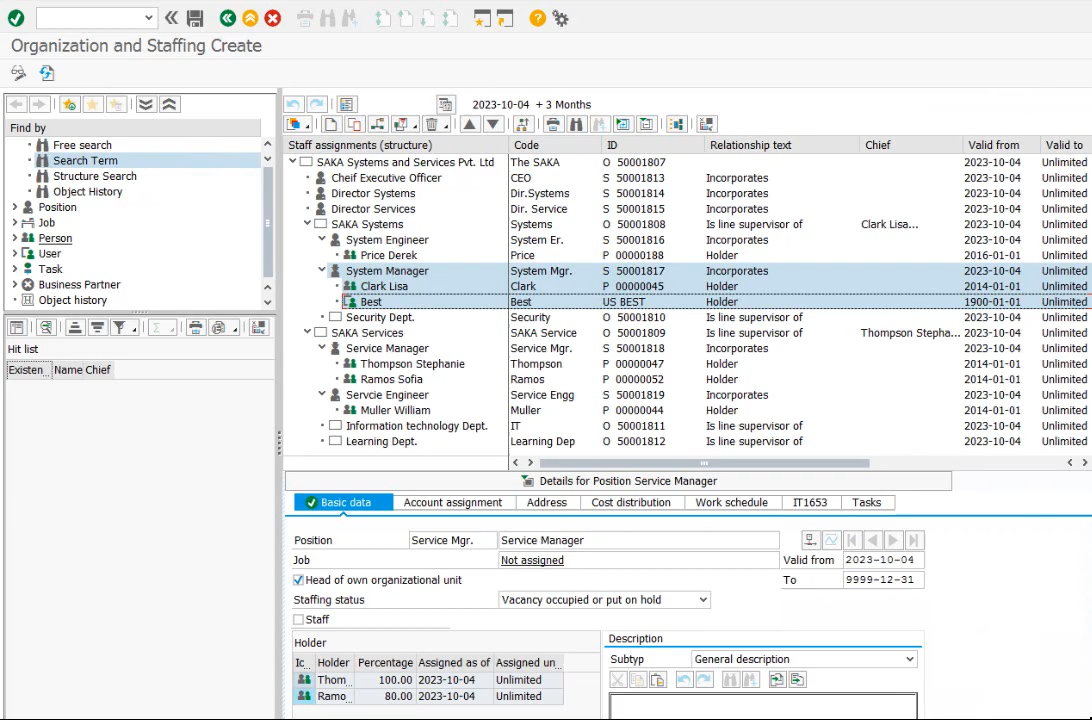 Organization and Staffing Create
2023-10-04 + 3 Months
Find by
Free search
Search Term
Structure Search
Object History
Position
Job
Person
User
Task
Business Partner
Object history
Hit list
Existen... Name Chief
Staff assignments (structure) Code ID Relationship text Chief Valid from Valid to
SAKA Systems and Services Pvt. Ltd The SAKA O 50001807 2023-10-04 Unlimited
Cheif Executive Officer CEO S 50001813 Incorporates 2023-10-04 Unlimited
Director Systems Dir.Systems S 50001814 Incorporates 2023-10-04 Unlimited
Director Services Dir. Service S 50001815 Incorporates 2023-10-04 Unlimited
SAKA Systems Systems O 50001808 Is line supervisor of Clark Lisa... 2023-10-04 Unlimited
System Engineer System Er. S 50001816 Incorporates 2023-10-04 Unlimited
Price Derek Price P 00000188 Holder 2016-01-01 Unlimited
System Manager System Mgr. S 50001817 Incorporates 2023-10-04 Unlimited
Clark Lisa Clark P 00000045 Holder 2014-01-01 Unlimited
Best Best US BEST Holder 1900-01-01 Unlimited
Security Dept. Security O 50001810 Is line supervisor of 2023-10-04 Unlimited
SAKA Services SAKA Service O 50001809 Is line supervisor of Thompson Stepha... 2023-10-04 Unlimited
Service Manager Service Mgr. S 50001818 Incorporates 2023-10-04 Unlimited
Thompson Stephanie Thompson P 00000047 Holder 2014-01-01 Unlimited
Ramos Sofia Ramos P 00000052 Holder 2014-01-01 Unlimited
Servcie Engineer Service Engg S 50001819 Incorporates 2023-10-04 Unlimited
Muller William Muller P 00000044 Holder 2014-01-01 Unlimited
Information technology Dept. IT O 50001811 Is line supervisor of 2023-10-04 Unlimited
Learning Dept. Learning Dep O 50001812 Is line supervisor of 2023-10-04 Unlimited
Details for Position Service Manager
Basic data Account assignment Address Cost distribution Work schedule IT1653 Tasks
Position Service Mgr. Service Manager
Job Not assigned Valid from 2023-10-04
Head of own organizational unit To 9999-12-31
Staffing status Vacancy occupied or put on hold
Staff
Holder
Ic... Holder Percentage Assigned as of Assigned un...
Thom... 100.00 2023-10-04 Unlimited
Ramo... 80.00 2023-10-04 Unlimited
Description
Subtyp General description